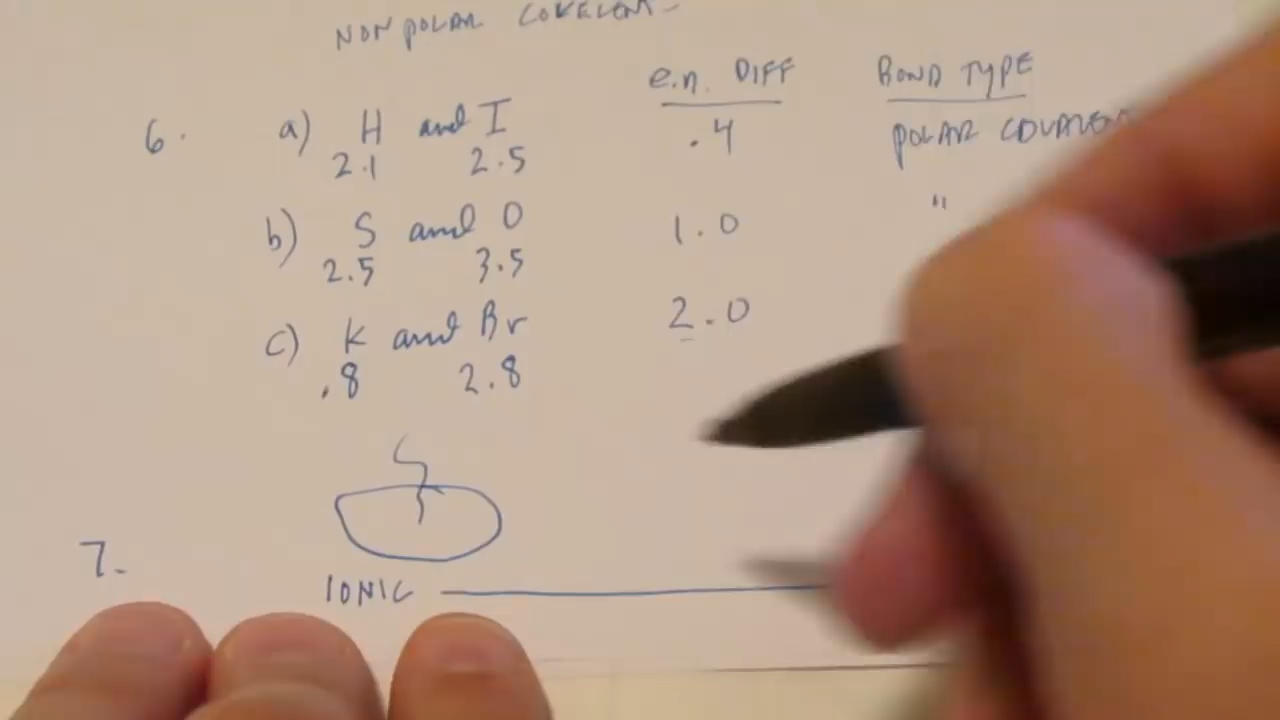 NONPOLAR COVELENT
e.n. DIFF BOND TYPE
6. a) H and I .4 POLAR COVALENT
2.1 2.5
b) S and O 1.0 "
2.5 3.5
c) K and Br 2.0
.8 2.8
7.
IONIC